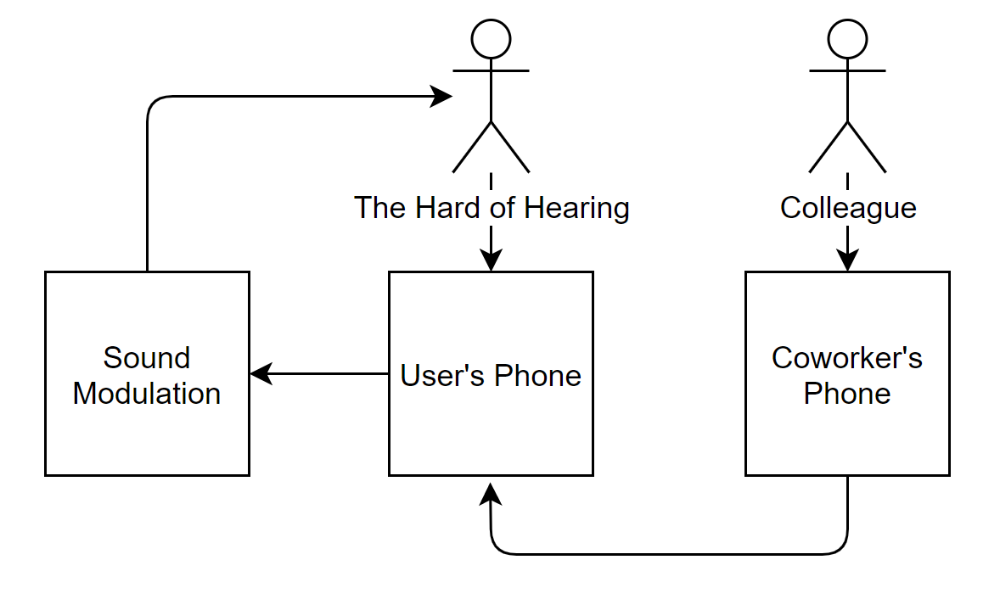 The Hard of Hearing
Colleague
Sound
Modulation
User's Phone
Coworker's
Phone